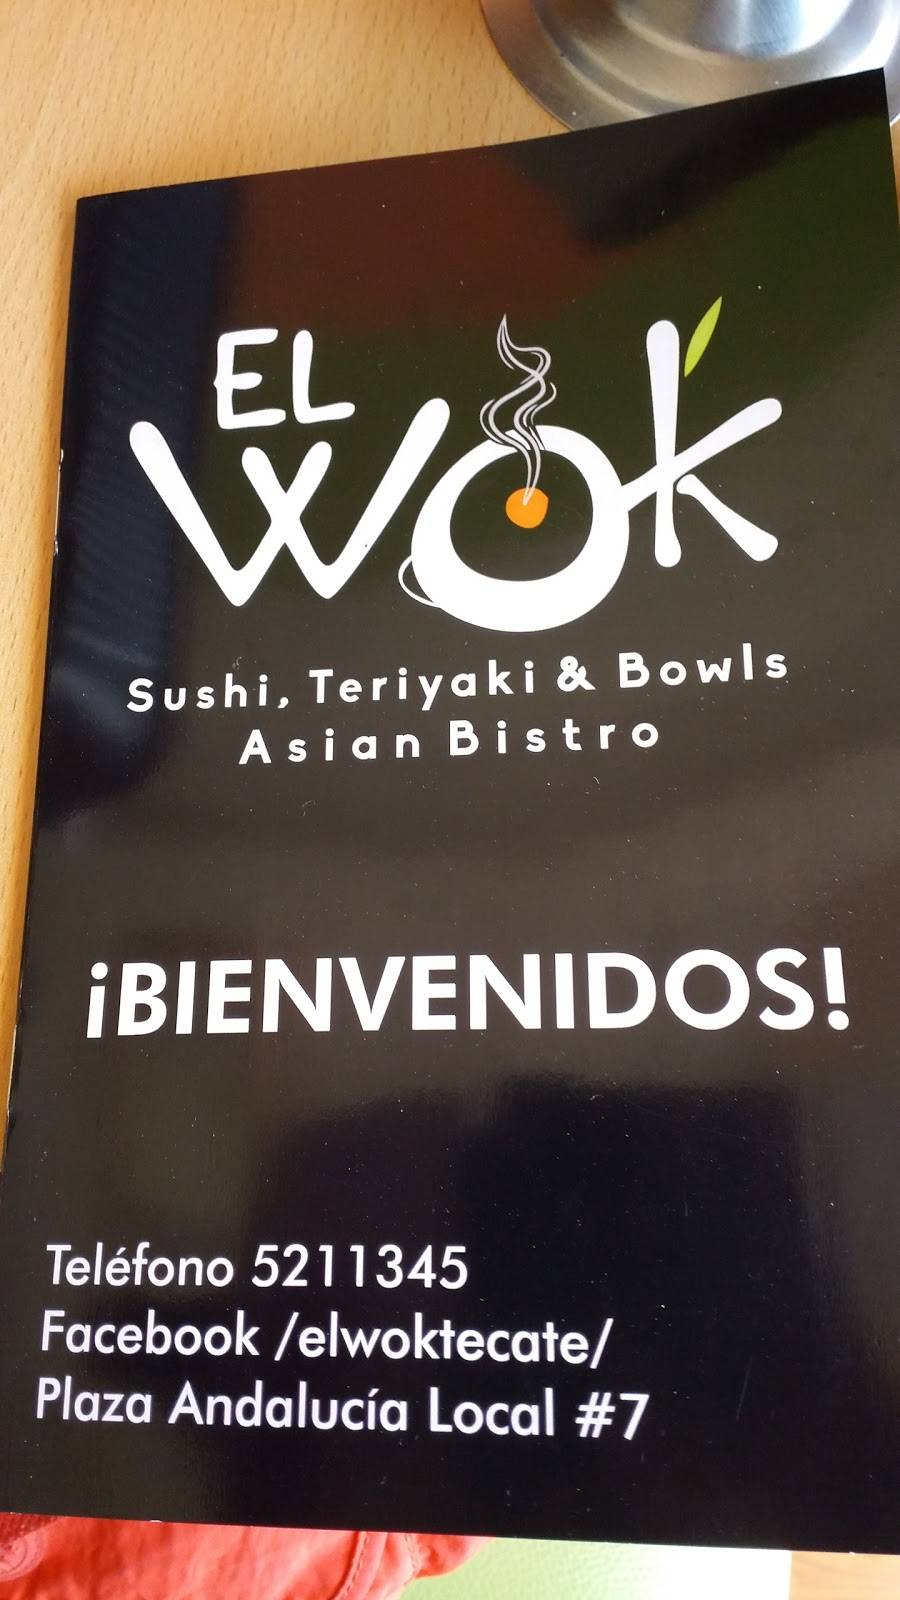 EL
WOK
Sushi, Teriyaki & Bowls
Asian Bistro
¡BIENVENIDOS!
Teléfono 5211345
Facebook /elwoktecate/
Plaza Andalucía Local #7